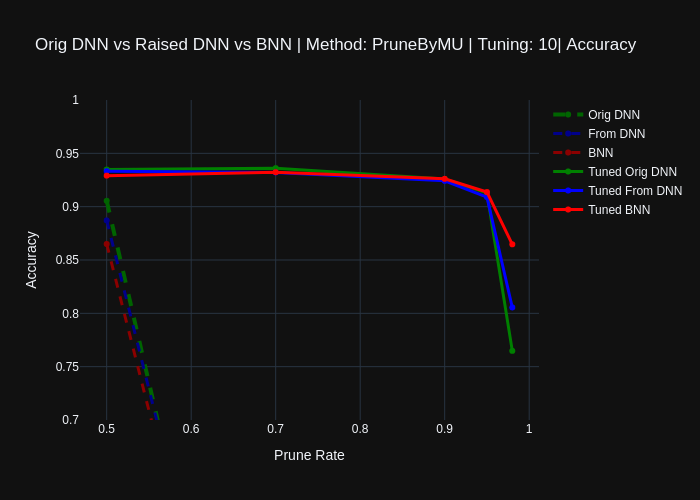 Orig DNN vs Raised DNN vs BNN | Method: PruneByMU | Tuning: 10| Accuracy
1
0.95
0.9
0.85
0.8
0.75
0.7
Accuracy
0.5
0.6
0.7
0.8
0.9
1
Prune Rate
Orig DNN
From DNN
BNN
Tuned Orig DNN
Tuned From DNN
Tuned BNN